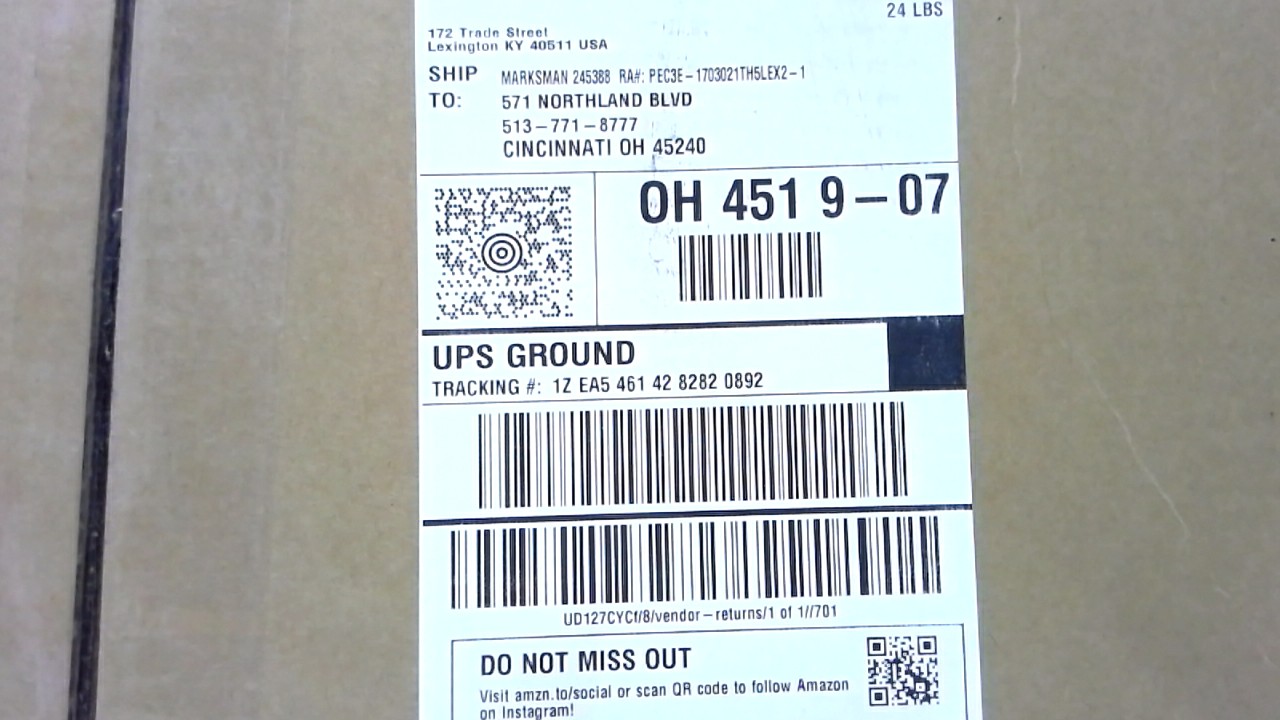 24 LBS
172 Trade Street
Lexington KY 40511 USA
SHIP TO:
MARKSMAN 245388 RA#: PEC3E-1703021TH5LEX2-1
571 NORTHLAND BLVD
513-771-8777
CINCINNATI OH 45240
OH 451 9-07
UPS GROUND
TRACKING #: 1Z EA5 461 42 8282 0892
UD127CYCf/8/vendor-returns/1 of 1//701
DO NOT MISS OUT
Visit amzn.to/social or scan QR code to follow Amazon
on Instagram!